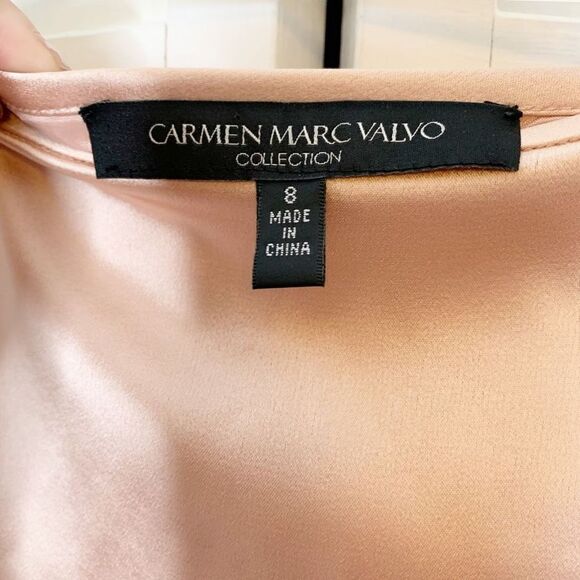 CARMEN MARC VALVO
COLLECTION
8
MADE
IN
CHINA